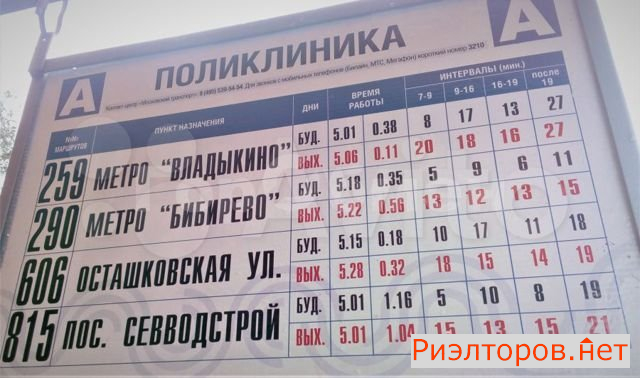 А ПОЛИКЛИНИКА А
Контакт-центр «Московский транспорт»: 8 (495) 539-54-54. Для звонков с мобильных телефонов (Билайн, МТС, Мегафон) короткий номер 3210
№№ МАРШРУТОВ ПУНКТ НАЗНАЧЕНИЯ ДНИ ВРЕМЯ РАБОТЫ ИНТЕРВАЛЫ (мин.)
7-9 9-16 16-19 после 19
259 МЕТРО "ВЛАДЫКИНО" БУД. 5.01 0.38 8 17 13 27
ВЫХ. 5.06 0.11 20 18 16 27
290 МЕТРО "БИБИРЕВО" БУД. 5.18 0.35 5 9 6 11
ВЫХ. 5.22 0.56 13 12 13 15
606 ОСТАШКОВСКАЯ УЛ. БУД. 5.15 0.18 10 17 11 18
ВЫХ. 5.28 0.32 18 15 14 19
815 ПОС. СЕВВОДСТРОЙ БУД. 5.01 1.16 5 10 8 19
ВЫХ. 5.01 1.04 15 13 15 21
Риэлторов.нет